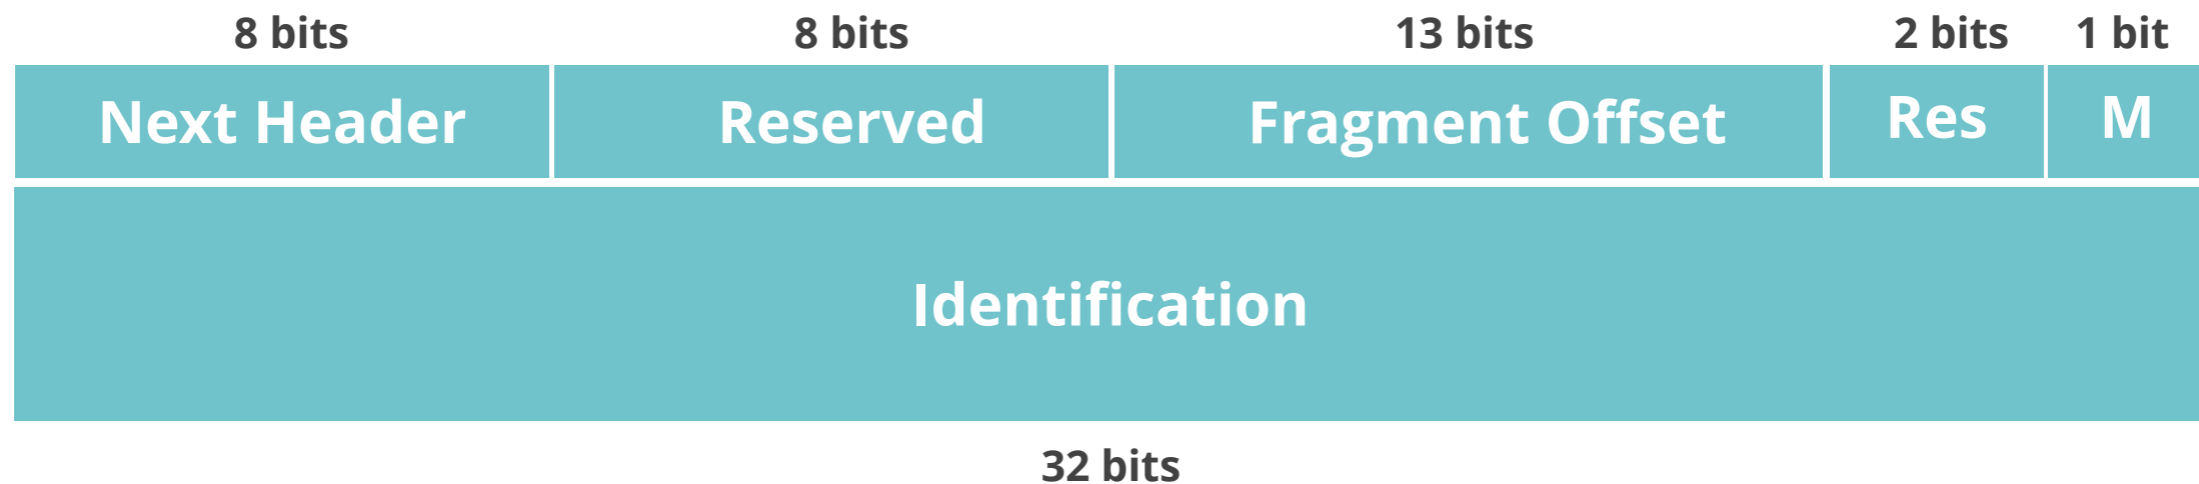 8 bits 8 bits 13 bits 2 bits 1 bit
Next Header Reserved Fragment Offset Res M
Identification
32 bits